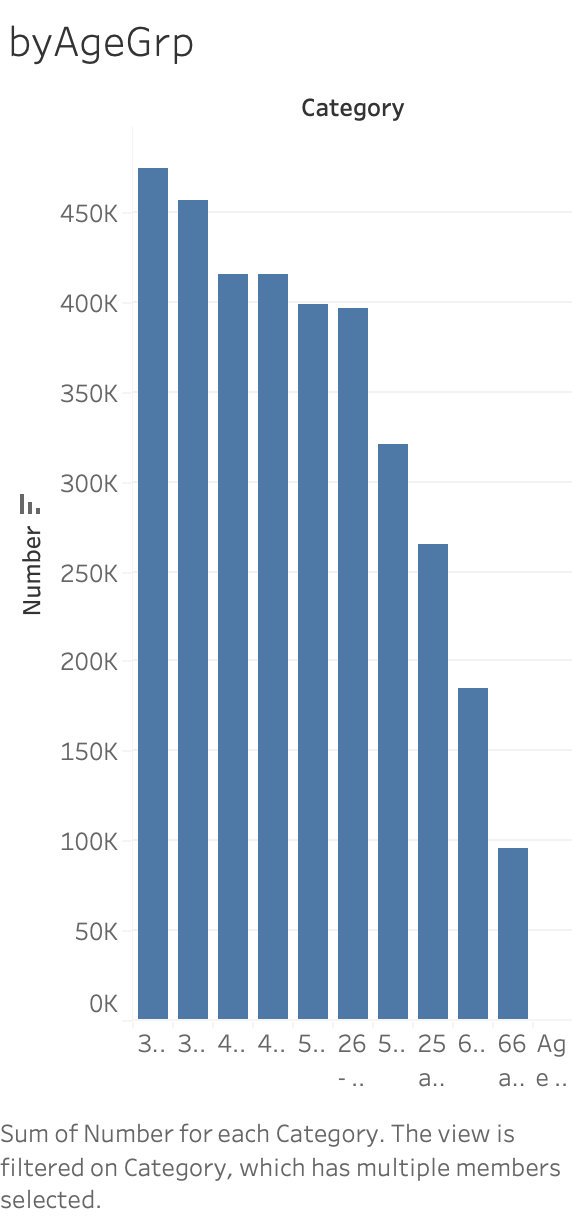 byAgeGrp
Category
450K
400K
350K
300K
250K
200K
150K
100K
50K
0K
Number
3.. 3.. 4.. 4.. 5.. 26 5.. 25 6.. 66 Ag
- .. a.. a.. e ..
Sum of Number for each Category. The view is
filtered on Category, which has multiple members
selected.